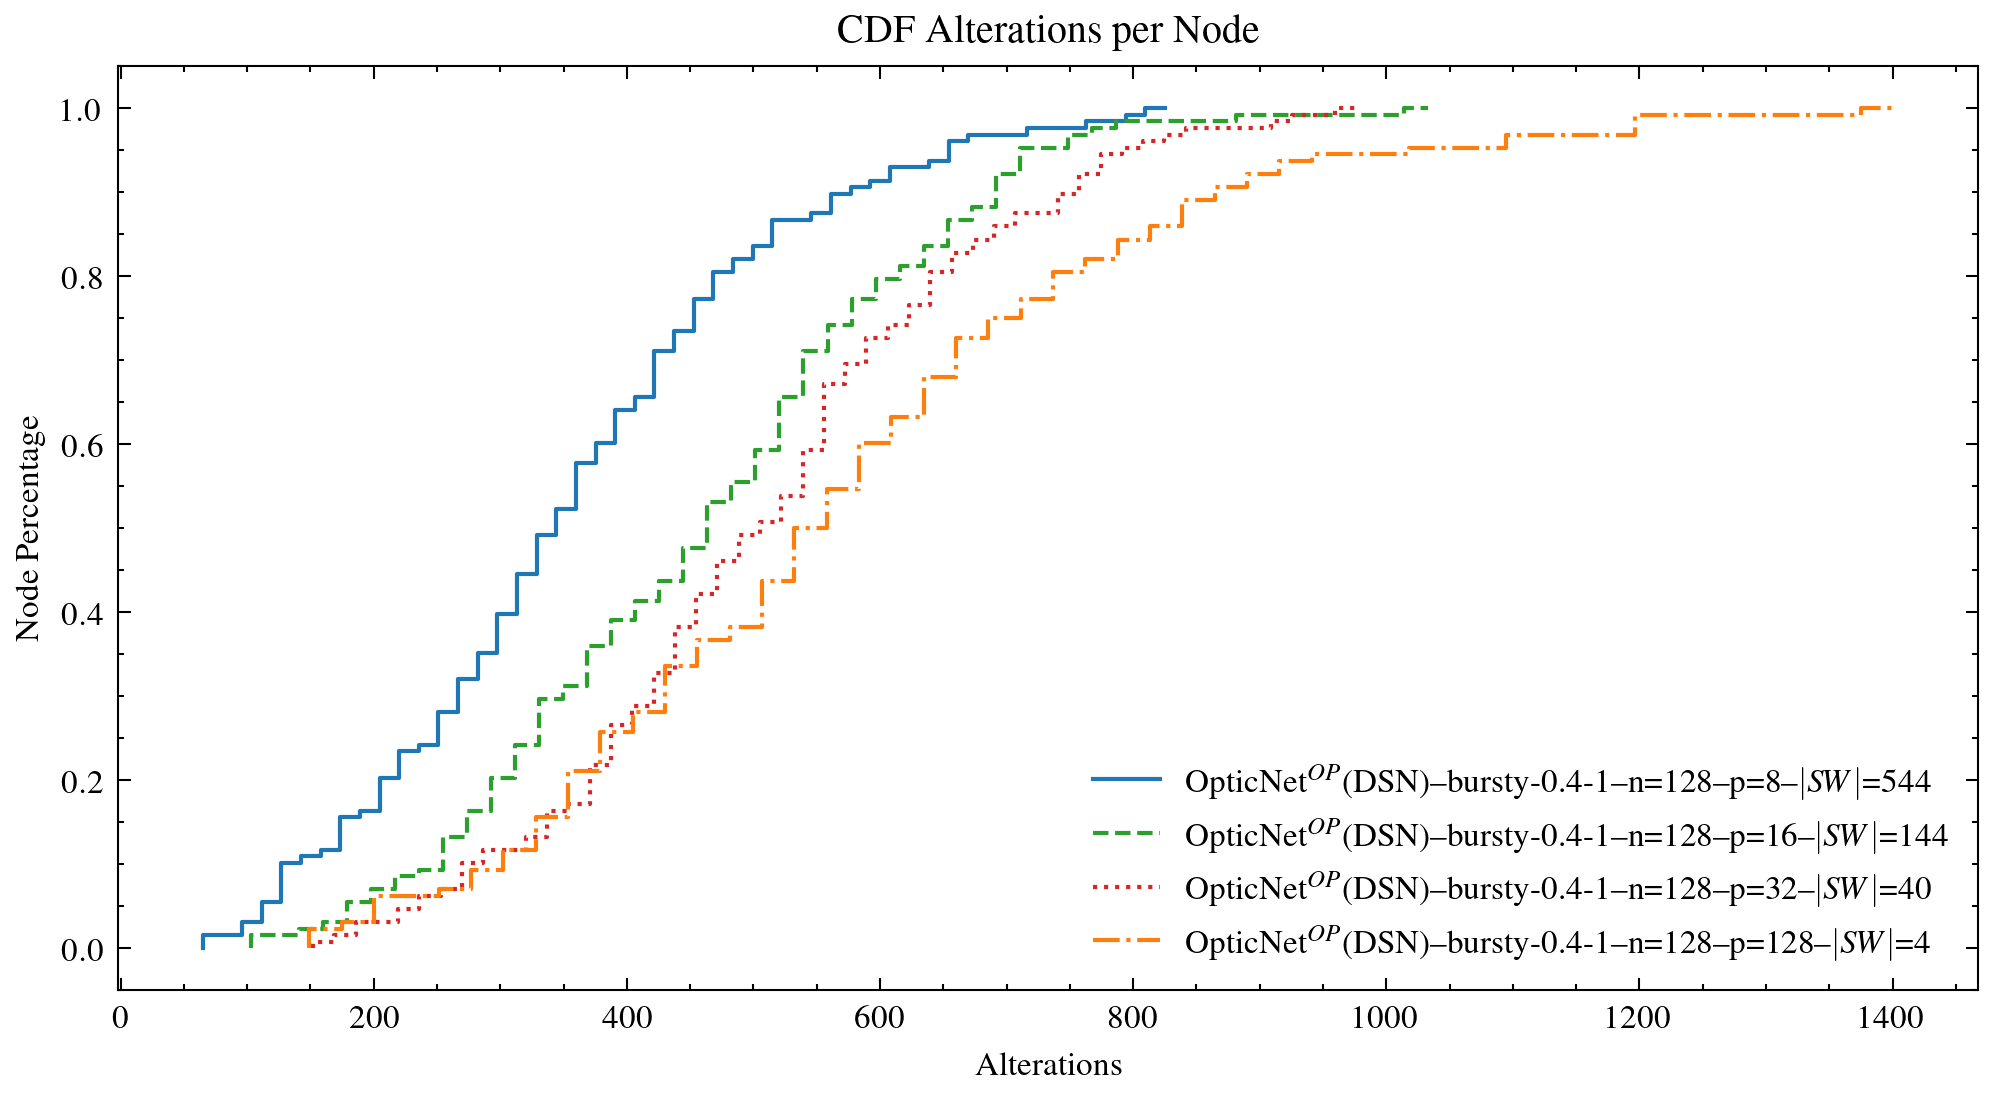 CDF Alterations per Node
1.0
0.8
0.6
0.4
0.2
0.0
Node Percentage
OpticNet^OP(DSN)–bursty-0.4-1–n=128–p=8–|SW|=544
OpticNet^OP(DSN)–bursty-0.4-1–n=128–p=16–|SW|=144
OpticNet^OP(DSN)–bursty-0.4-1–n=128–p=32–|SW|=40
OpticNet^OP(DSN)–bursty-0.4-1–n=128–p=128–|SW|=4
0 200 400 600 800 1000 1200 1400
Alterations